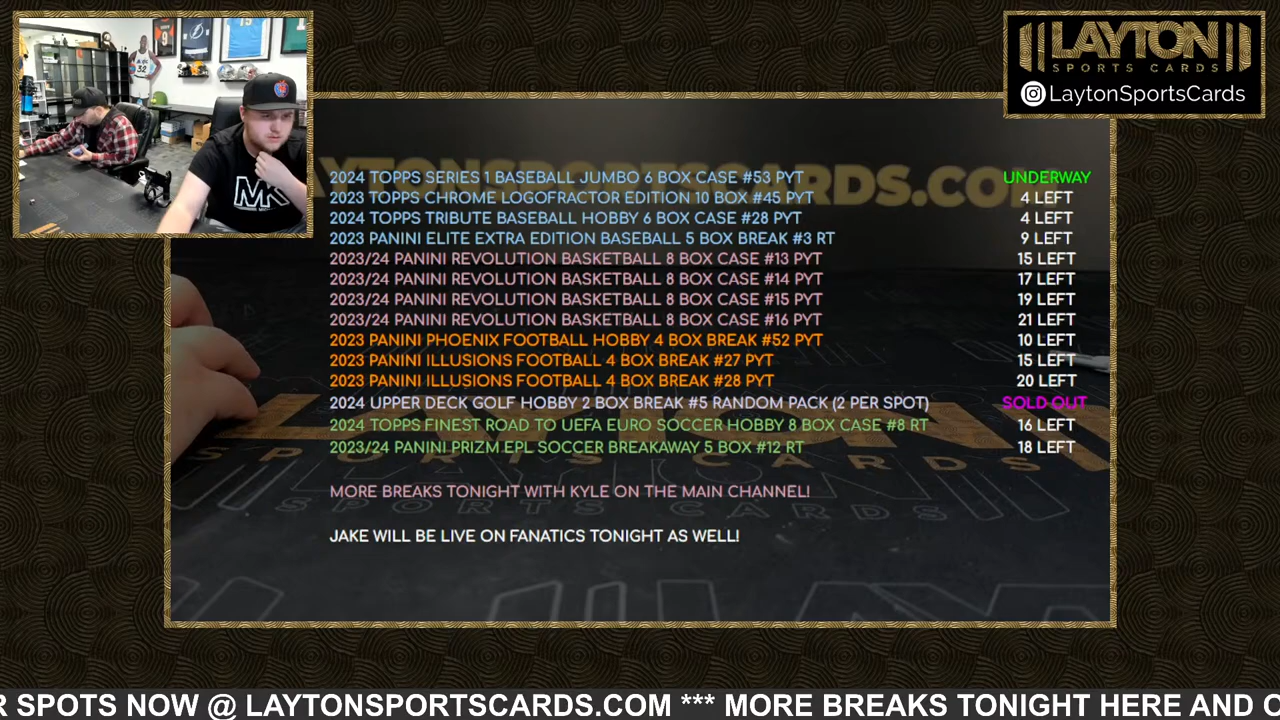 LAYTON
SPORTS CARDS
LaytonSportsCards
LAYTONSPORTSCARDS.CO
2024 TOPPS SERIES 1 BASEBALL JUMBO 6 BOX CASE #53 PYT UNDERWAY
2023 TOPPS CHROME LOGOFRACTOR EDITION 10 BOX #45 PYT 4 LEFT
2024 TOPPS TRIBUTE BASEBALL HOBBY 6 BOX CASE #28 PYT 4 LEFT
2023 PANINI ELITE EXTRA EDITION BASEBALL 5 BOX BREAK #3 RT 9 LEFT
2023/24 PANINI REVOLUTION BASKETBALL 8 BOX CASE #13 PYT 15 LEFT
2023/24 PANINI REVOLUTION BASKETBALL 8 BOX CASE #14 PYT 17 LEFT
2023/24 PANINI REVOLUTION BASKETBALL 8 BOX CASE #15 PYT 19 LEFT
2023/24 PANINI REVOLUTION BASKETBALL 8 BOX CASE #16 PYT 21 LEFT
2023 PANINI PHOENIX FOOTBALL HOBBY 4 BOX BREAK #52 PYT 10 LEFT
2023 PANINI ILLUSIONS FOOTBALL 4 BOX BREAK #27 PYT 15 LEFT
2023 PANINI ILLUSIONS FOOTBALL 4 BOX BREAK #28 PYT 20 LEFT
2024 UPPER DECK GOLF HOBBY 2 BOX BREAK #5 RANDOM PACK (2 PER SPOT) SOLD OUT
2024 TOPPS FINEST ROAD TO UEFA EURO SOCCER HOBBY 8 BOX CASE #8 RT 16 LEFT
2023/24 PANINI PRIZM EPL SOCCER BREAKAWAY 5 BOX #12 RT 18 LEFT
MORE BREAKS TONIGHT WITH KYLE ON THE MAIN CHANNEL!
JAKE WILL BE LIVE ON FANATICS TONIGHT AS WELL!
MK
32
9
R SPOTS NOW @ LAYTONSPORTSCARDS.COM *** MORE BREAKS TONIGHT HERE AND O